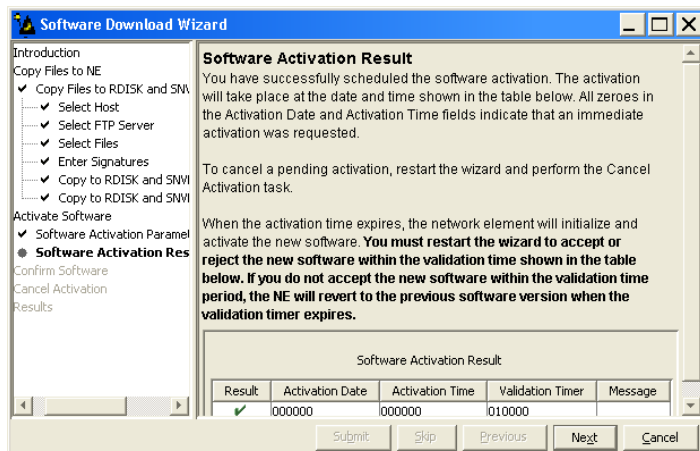 Software Download Wizard
Introduction
Copy Files to NE
Copy Files to RDISK and SNV
Select Host
Select FTP Server
Select Files
Enter Signatures
Copy to RDISK and SNV
Copy to RDISK and SNV
Activate Software
Software Activation Paramet
Software Activation Res
Confirm Software
Cancel Activation
Results
Software Activation Result
You have successfully scheduled the software activation. The activation
will take place at the date and time shown in the table below. All zeroes in
the Activation Date and Activation Time fields indicate that an immediate
activation was requested.
To cancel a pending activation, restart the wizard and perform the Cancel
Activation task.
When the activation time expires, the network element will initialize and
activate the new software. You must restart the wizard to accept or
reject the new software within the validation time shown in the table
below. If you do not accept the new software within the validation time
period, the NE will revert to the previous software version when the
validation timer expires.
Software Activation Result
Result Activation Date Activation Time Validation Timer Message
000000 000000 010000
Submit Skip Previous Next Cancel